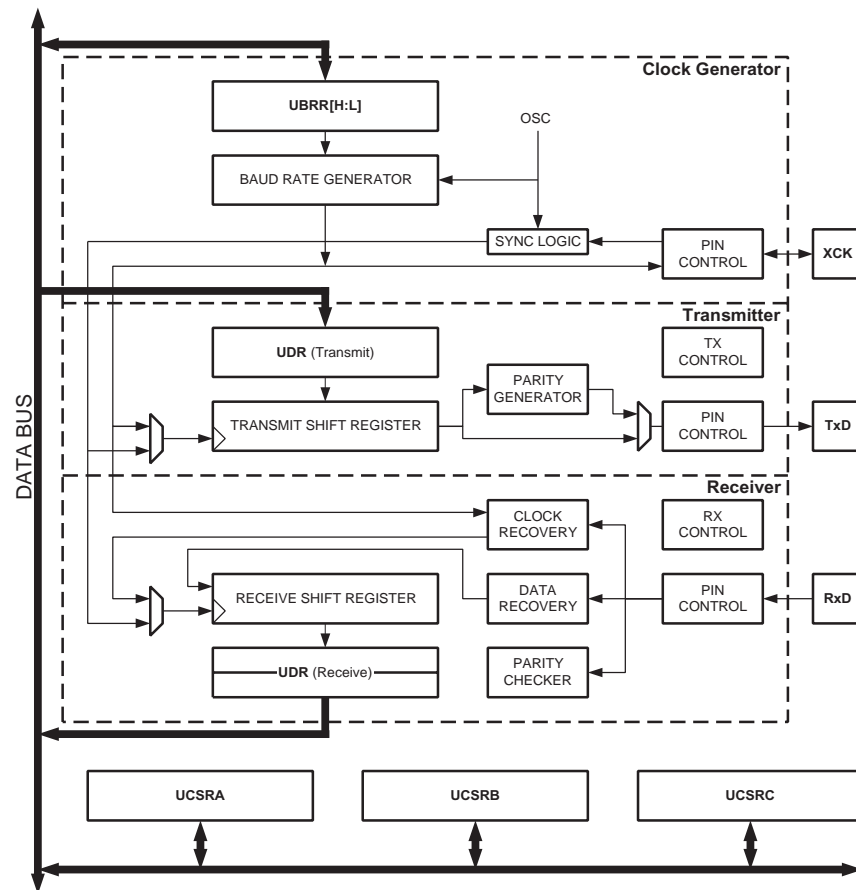 Clock Generator
UBRR[H:L]
OSC
BAUD RATE GENERATOR
SYNC LOGIC
PIN
CONTROL
XCK
Transmitter
UDR (Transmit)
TX
CONTROL
PARITY
GENERATOR
TRANSMIT SHIFT REGISTER
PIN
CONTROL
TxD
DATA BUS
Receiver
CLOCK
RECOVERY
RX
CONTROL
RECEIVE SHIFT REGISTER
DATA
RECOVERY
PIN
CONTROL
RxD
UDR (Receive)
PARITY
CHECKER
UCSRA
UCSRB
UCSRC